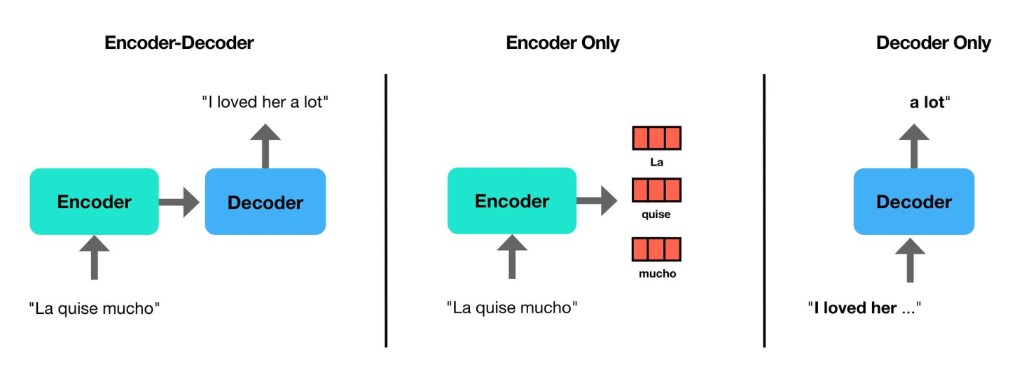 Encoder-Decoder
"I loved her a lot"
Encoder
Decoder
"La quise mucho"
Encoder Only
Encoder
La
quise
mucho
"La quise mucho"
Decoder Only
a lot"
Decoder
"I loved her ..."